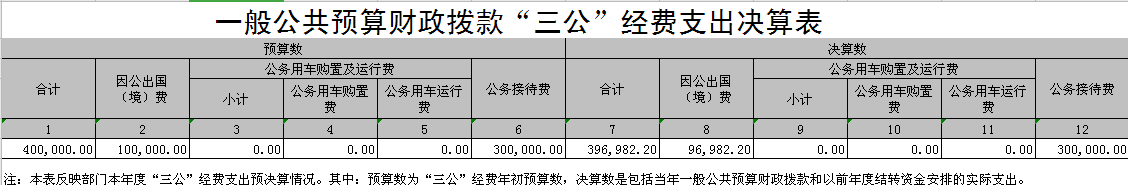 一般公共预算财政拨款“三公”经费支出决算表
预算数 决算数
合计 因公出国（境）费 公务用车购置及运行费 公务接待费 合计 因公出国（境）费 公务用车购置及运行费 公务接待费
小计 公务用车购置费 公务用车运行费 小计 公务用车购置费 公务用车运行费
1 2 3 4 5 6 7 8 9 10 11 12
400,000.00 100,000.00 0.00 0.00 0.00 300,000.00 396,982.20 96,982.20 0.00 0.00 0.00 300,000.00
注：本表反映部门本年度“三公”经费支出预决算情况。其中：预算数为“三公”经费年初预算数，决算数是包括当年一般公共预算财政拨款和以前年度结转资金安排的实际支出。